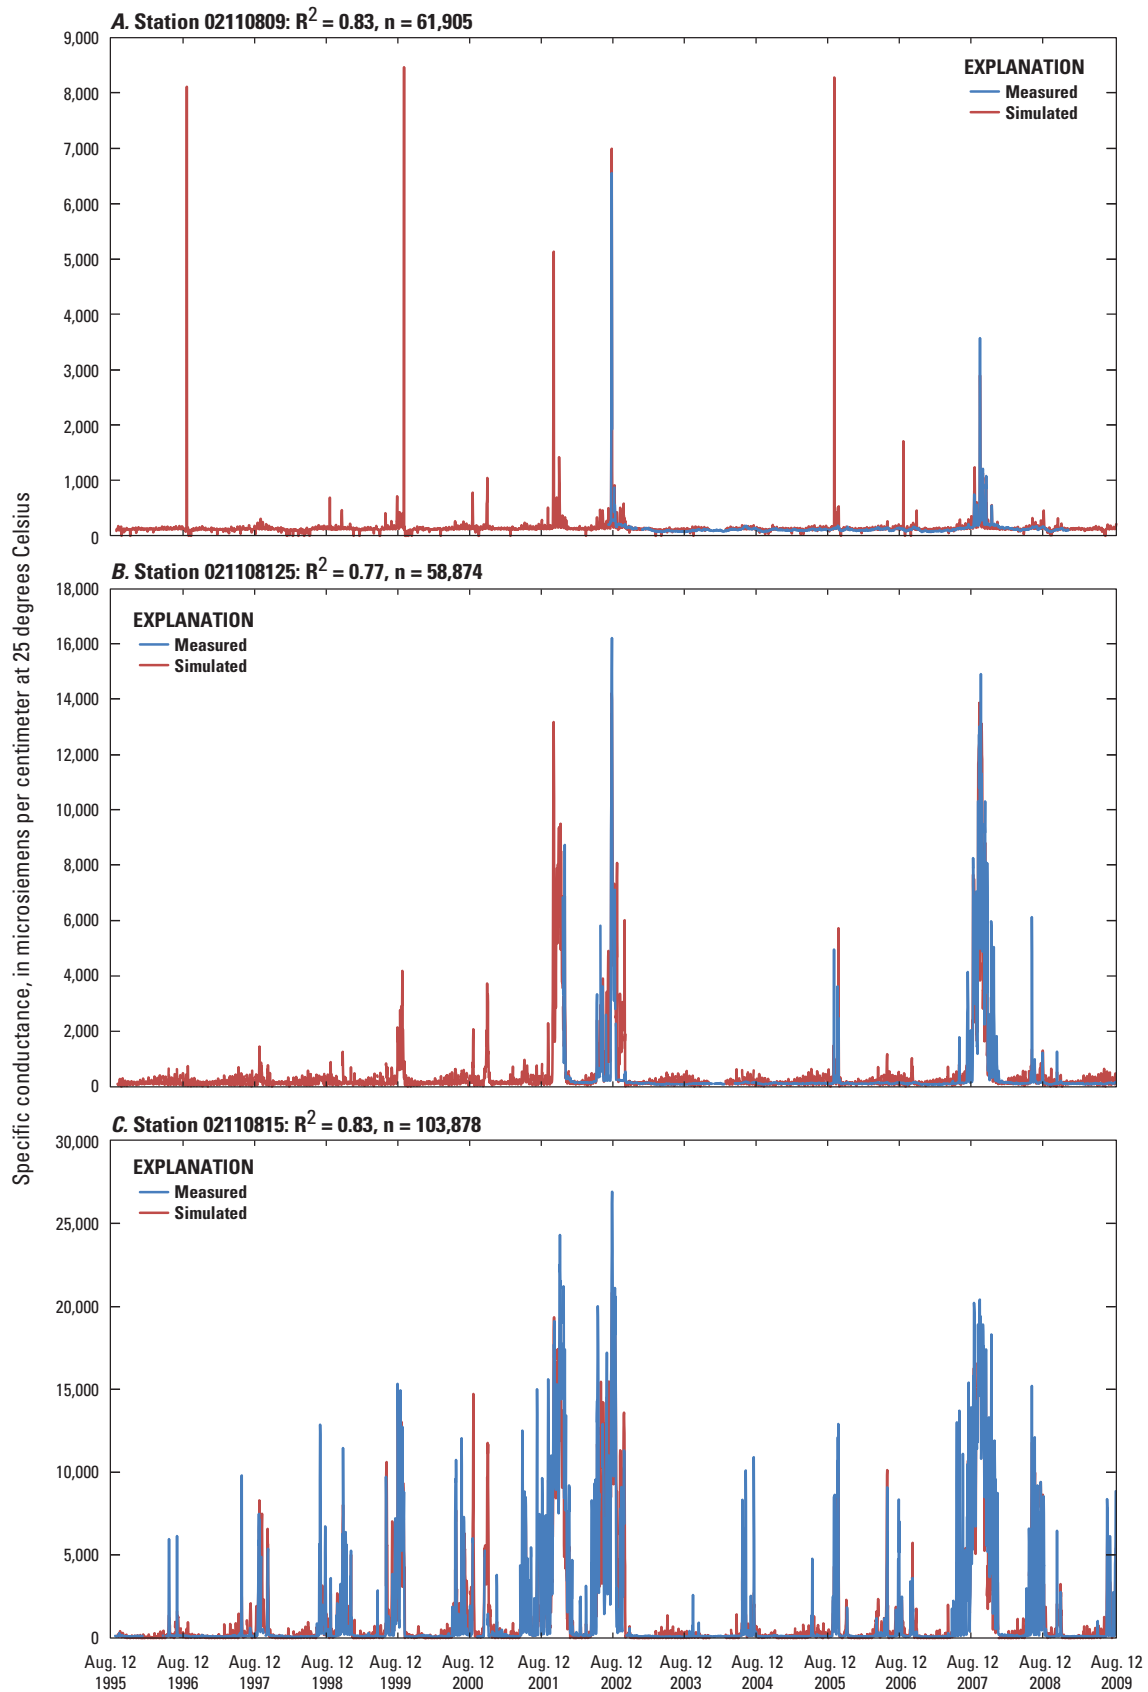 A. Station 02110809: R2 = 0.83, n = 61,905
9,000
8,000
7,000
6,000
5,000
4,000
3,000
2,000
1,000
0
EXPLANATION
Measured
Simulated
Specific conductance, in microsiemens per centimeter at 25 degrees Celsius
B. Station 021108125: R2 = 0.77, n = 58,874
18,000
16,000
14,000
12,000
10,000
8,000
6,000
4,000
2,000
0
EXPLANATION
Measured
Simulated
C. Station 02110815: R2 = 0.83, n = 103,878
30,000
25,000
20,000
15,000
10,000
5,000
0
EXPLANATION
Measured
Simulated
Aug. 12 Aug. 12 Aug. 12 Aug. 12 Aug. 12 Aug. 12 Aug. 12 Aug. 12 Aug. 12 Aug. 12 Aug. 12 Aug. 12 Aug. 12 Aug. 12 Aug. 12
1995 1996 1997 1998 1999 2000 2001 2002 2003 2004 2005 2006 2007 2008 2009